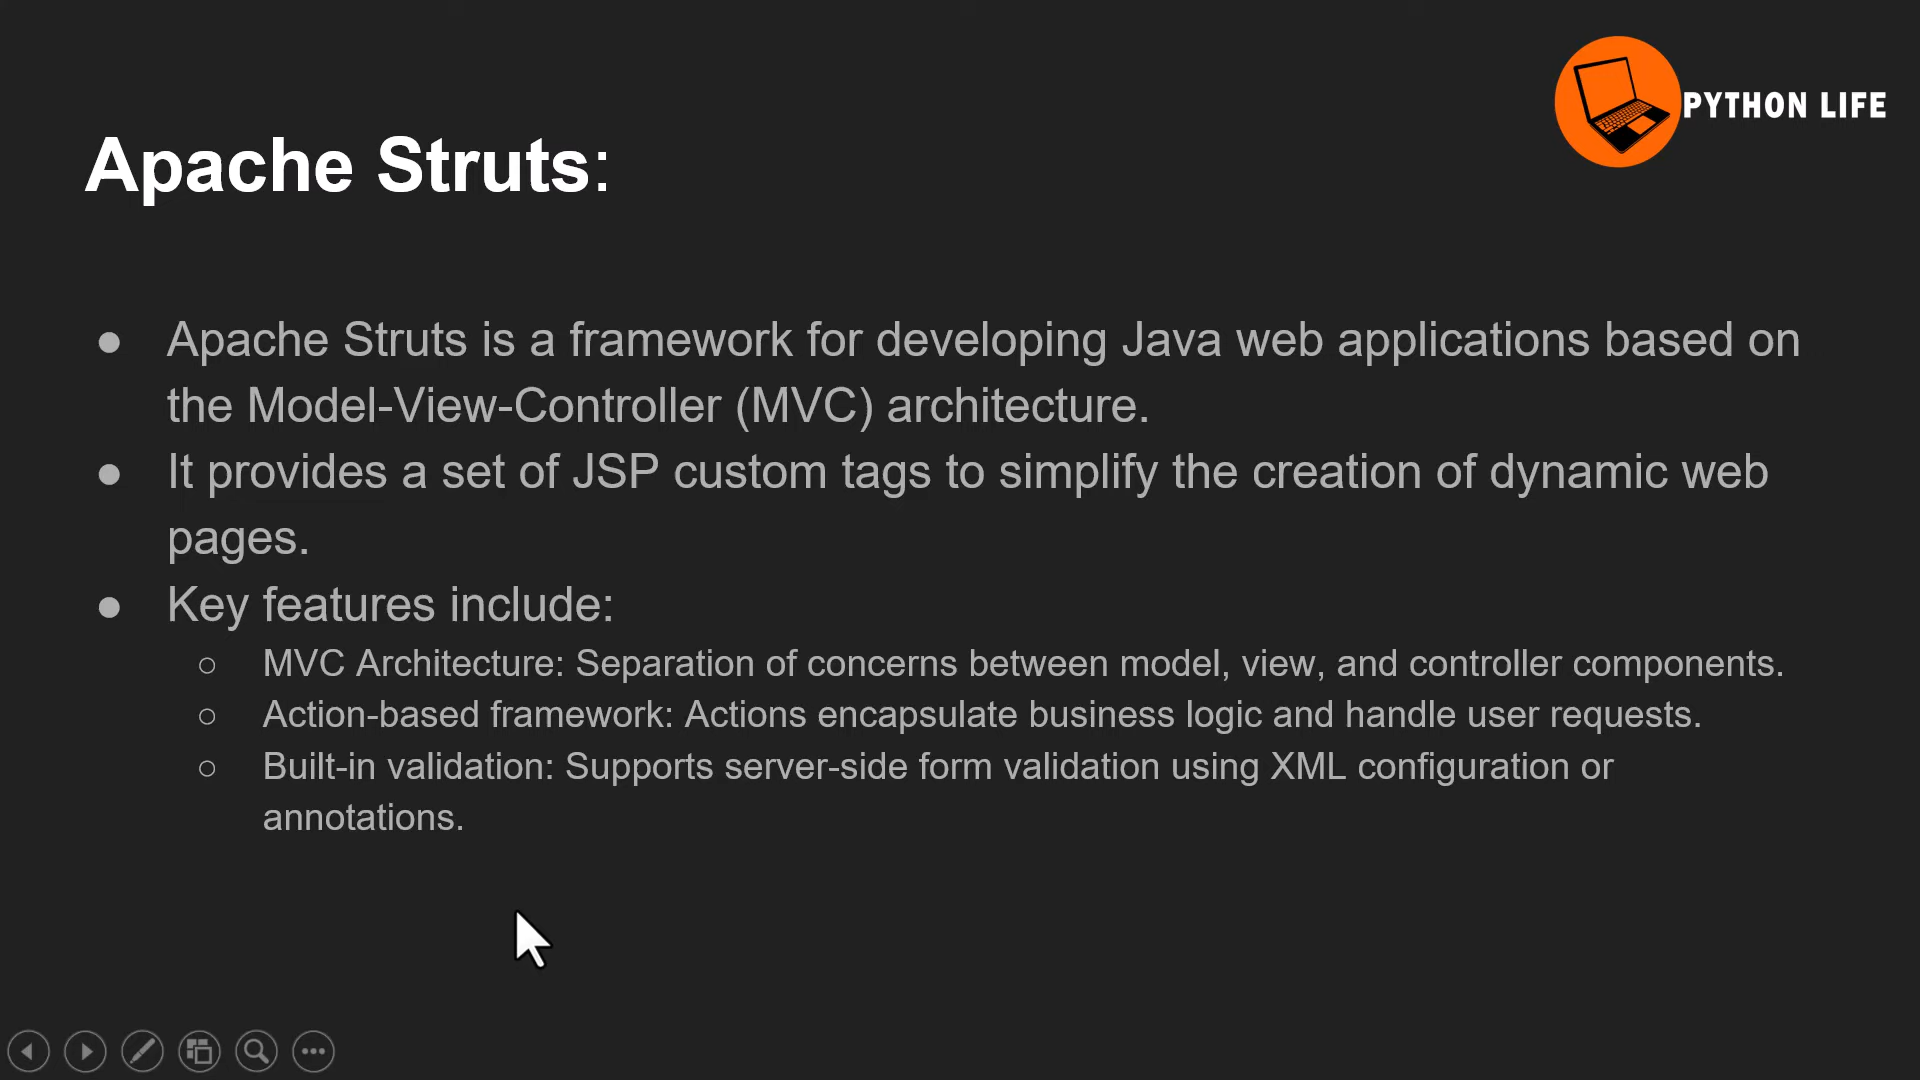 PYTHON LIFE
Apache Struts:
● Apache Struts is a framework for developing Java web applications based on
the Model-View-Controller (MVC) architecture.
● It provides a set of JSP custom tags to simplify the creation of dynamic web
pages.
● Key features include:
○ MVC Architecture: Separation of concerns between model, view, and controller components.
○ Action-based framework: Actions encapsulate business logic and handle user requests.
○ Built-in validation: Supports server-side form validation using XML configuration or
annotations.